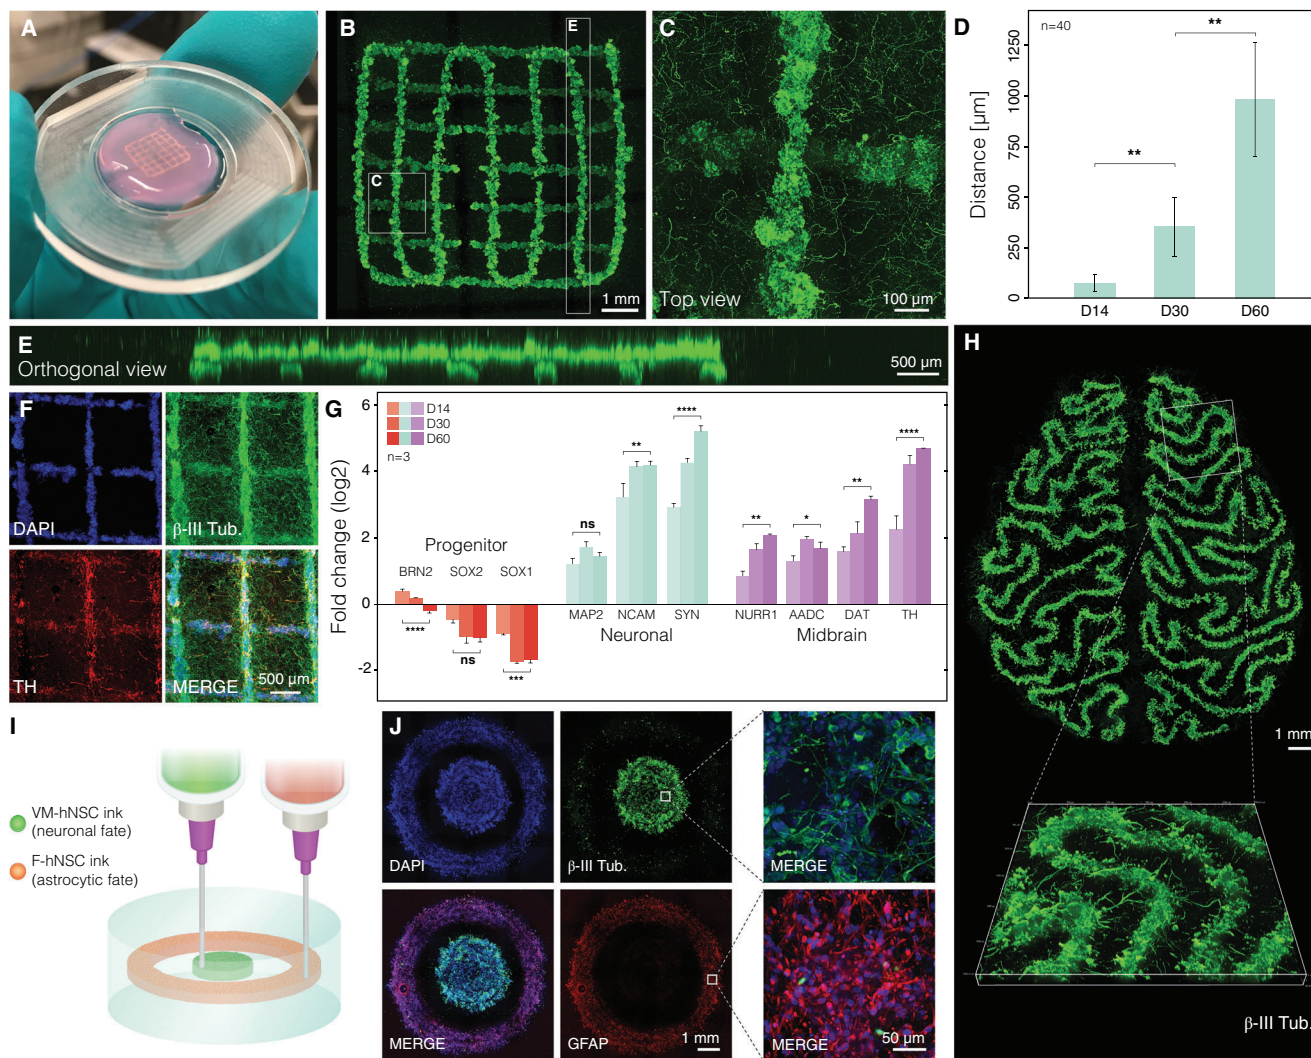 A
B
E
C
1 mm
C
Top view
100 µm
D
n=40
**
**
Distance [µm]
1250
1000
750
500
250
0
D14
D30
D60
E
Orthogonal view
500 µm
F
DAPI
β-III Tub.
TH
MERGE
500 µm
G
D14
D30
D60
n=3
Fold change (log2)
6
4
2
0
-2
Progenitor
BRN2
SOX2
SOX1
****
ns
***
ns
**
****
MAP2
NCAM
SYN
Neuronal
**
*
**
****
NURR1
AADC
DAT
TH
Midbrain
H
1 mm
β-III Tub.
I
VM-hNSC ink
(neuronal fate)
F-hNSC ink
(astrocytic fate)
J
DAPI
β-III Tub.
MERGE
MERGE
GFAP
1 mm
MERGE
50 µm